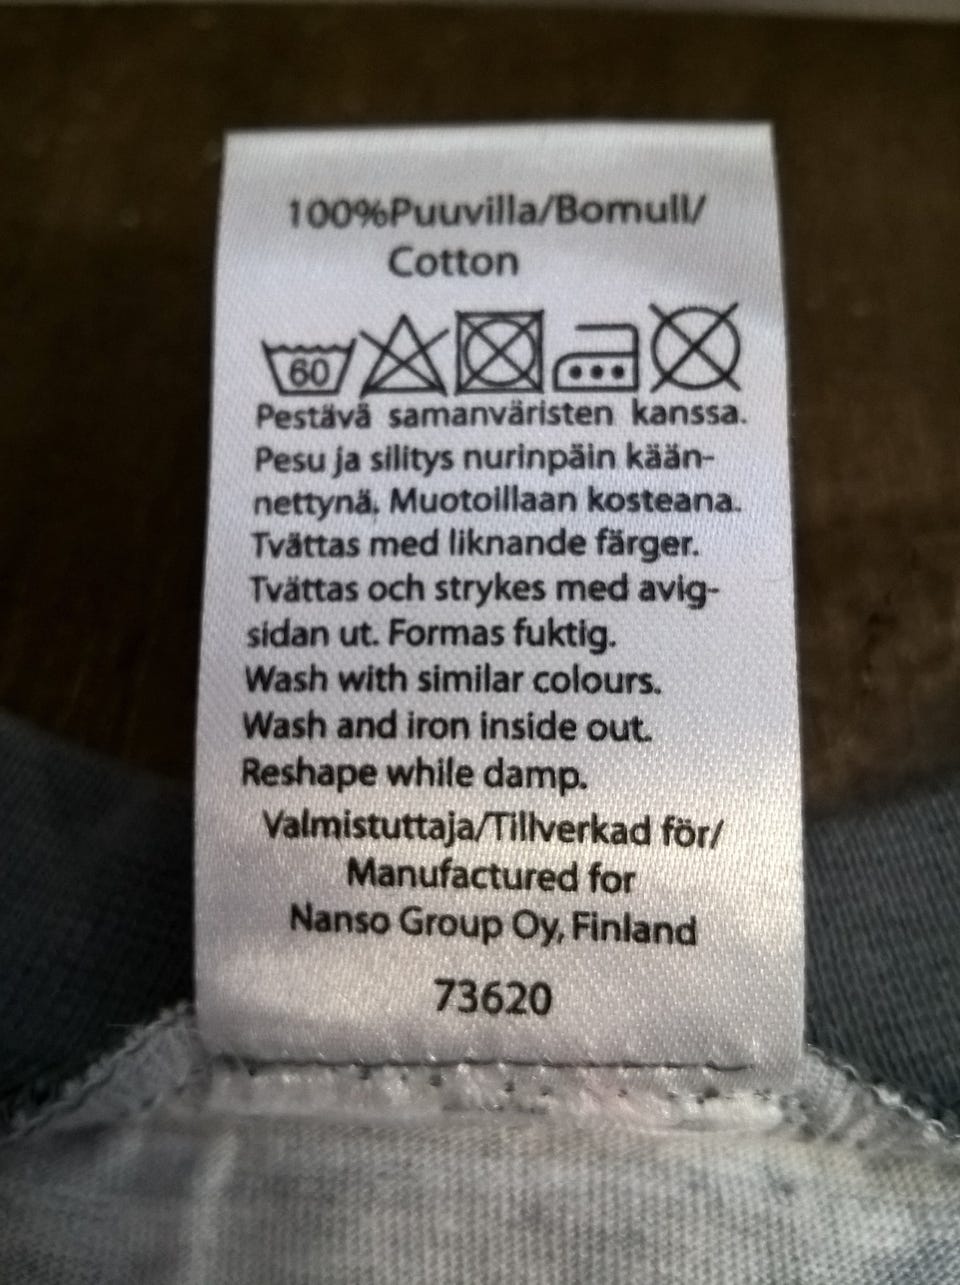 100%Puuvilla/Bomull/
Cotton
60
Pestävä samanväristen kanssa.
Pesu ja silitys nurinpäin kään-
nettynä. Muotoillaan kosteana.
Tvättas med liknande färger.
Tvättas och strykes med avig-
sidan ut. Formas fuktig.
Wash with similar colours.
Wash and iron inside out.
Reshape while damp.
Valmistuttaja/Tillverkad för/
Manufactured for
Nanso Group Oy, Finland
73620